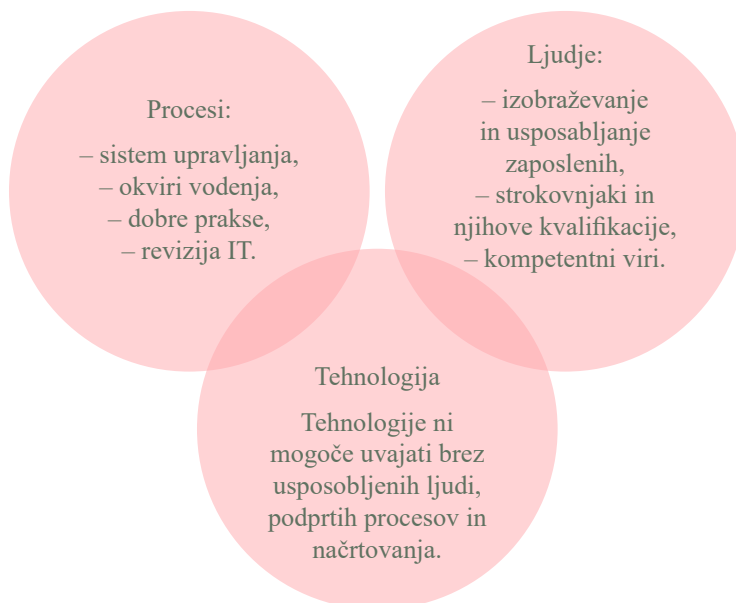 Procesi:
– sistem upravljanja,
– okviri vodenja,
– dobre prakse,
– revizija IT.
Ljudje:
– izobraževanje
in usposabljanje
zaposlenih,
– strokovnjaki in
njihove kvalifikacije,
– kompetentni viri.
Tehnologija
Tehnologije ni
mogoče uvajati brez
usposobljenih ljudi,
podprtih procesov in
načrtovanja.